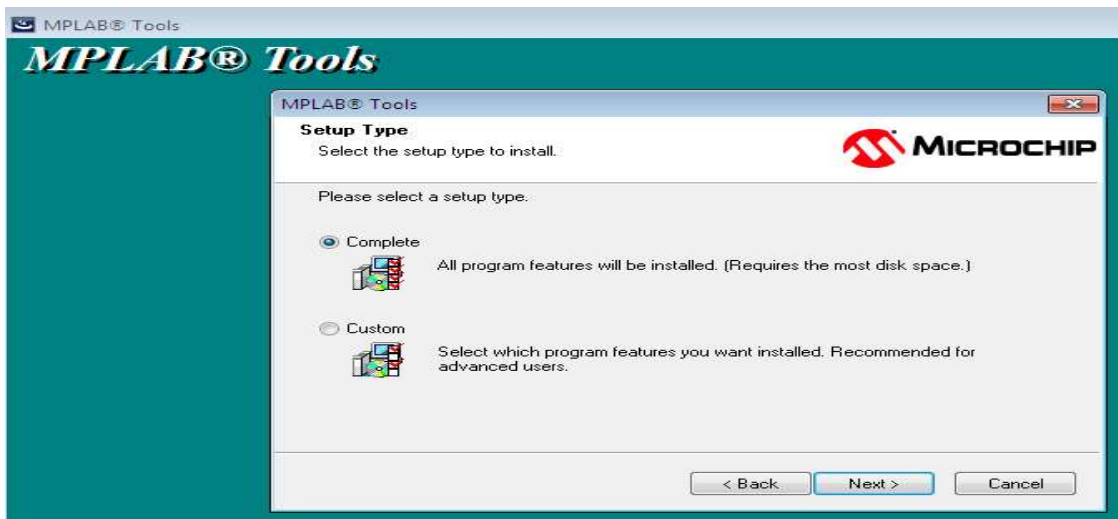 MPLAB® Tools
MPLAB® Tools
MPLAB® Tools
Setup Type
Select the setup type to install.
MICROCHIP
Please select a setup type.
Complete
All program features will be installed. (Requires the most disk space.)
Custom
Select which program features you want installed. Recommended for
advanced users.
< Back
Next >
Cancel